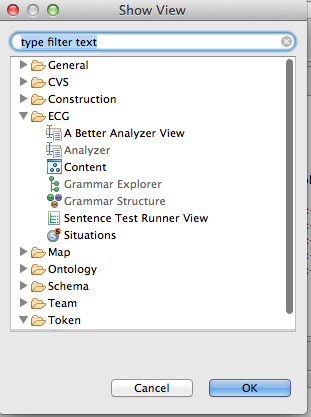 Show View
type filter text
General
CVS
Construction
ECG
A Better Analyzer View
Analyzer
Content
Grammar Explorer
Grammar Structure
Sentence Test Runner View
Situations
Map
Ontology
Schema
Team
Token
Cancel OK